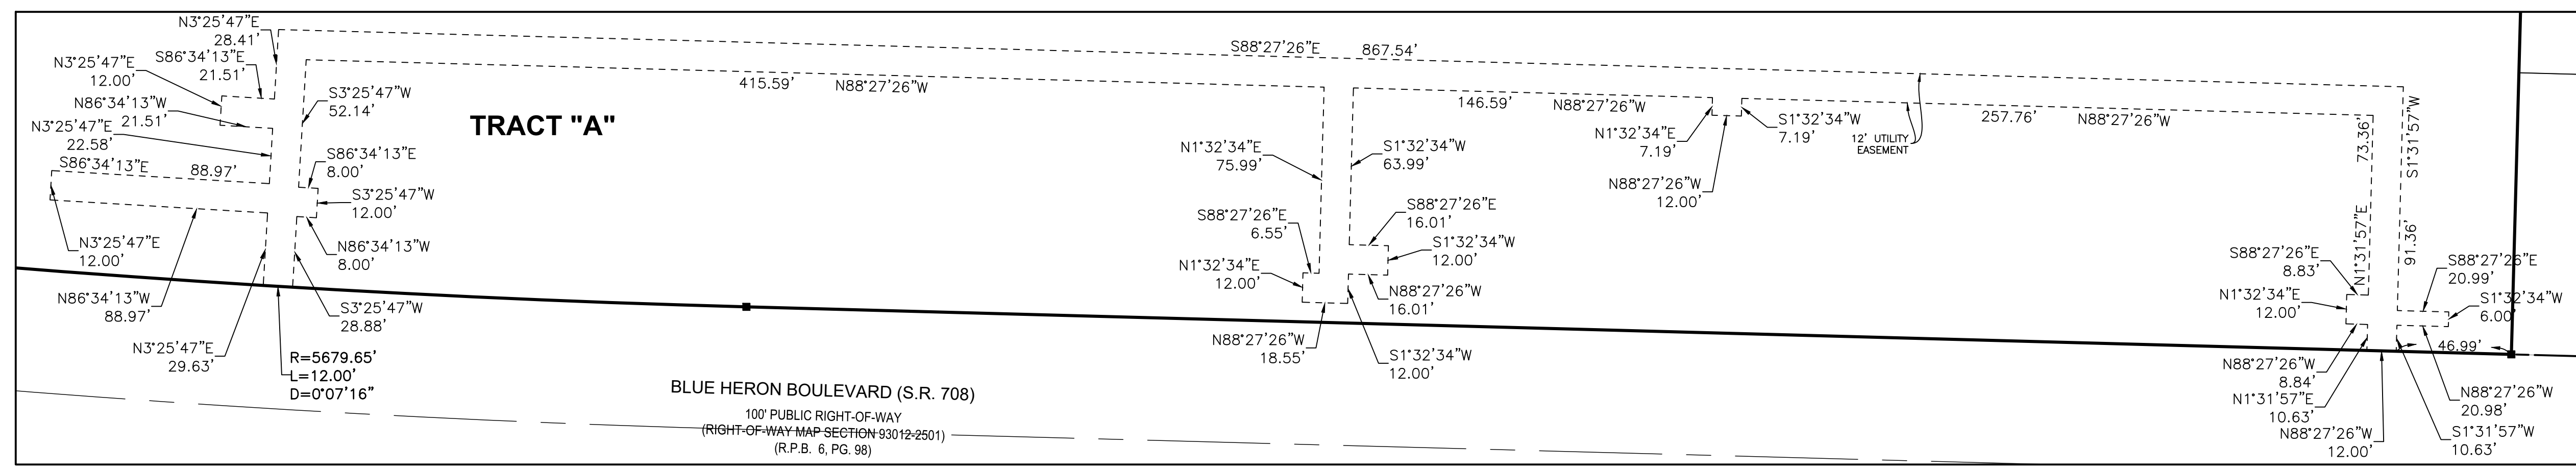 N3°25'47"E
28.41'
S86°34'13"E
21.51'
N3°25'47"E
12.00'
N86°34'13"W
21.51'
N3°25'47"E
22.58'
S86°34'13"E 88.97'
N3°25'47"E
12.00'
N86°34'13"W
88.97'
N3°25'47"E
29.63'
S3°25'47"W
52.14'
S86°34'13"E
8.00'
S3°25'47"W
12.00'
N86°34'13"W
8.00'
S3°25'47"W
28.88'
R=5679.65'
L=12.00'
D=0°07'16"
TRACT "A"
S88°27'26"E 867.54'
415.59' N88°27'26"W
N1°32'34"E
75.99'
S88°27'26"E
6.55'
N1°32'34"E
12.00'
N88°27'26"W
18.55'
S1°32'34"W
63.99'
S88°27'26"E
16.01'
S1°32'34"W
12.00'
N88°27'26"W
16.01'
S1°32'34"W
12.00'
146.59' N88°27'26"W
N1°32'34"E
7.19'
N88°27'26"W
12.00'
S1°32'34"W
7.19'
12' UTILITY
EASEMENT
257.76' N88°27'26"W
N1°31'57"E 73.36'
91.36' S1°31'57"W
S88°27'26"E
8.83'
N1°32'34"E
12.00'
N88°27'26"W
8.84'
N1°31'57"E
10.63'
N88°27'26"W
12.00'
S88°27'26"E
20.99'
S1°32'34"W
6.00'
46.99'
N88°27'26"W
20.98'
S1°31'57"W
10.63'
BLUE HERON BOULEVARD (S.R. 708)
100' PUBLIC RIGHT-OF-WAY
(RIGHT-OF-WAY MAP SECTION 93012-2501)
(R.P.B. 6, PG. 98)